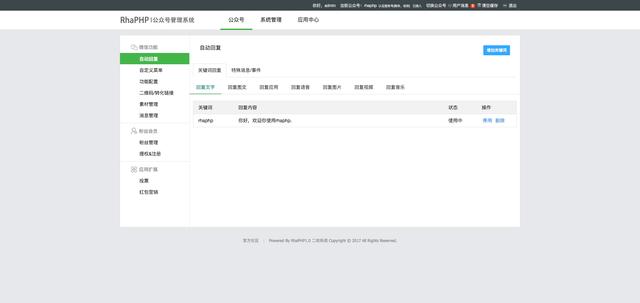 你好，admin 当前公众号：rhaphp 切换公众号 用户消息 清空缓存 退出
RhaPHP | 公众号管理系统 公众号 系统管理 应用中心
微信功能
自动回复
自定义菜单
功能配置
二维码/转化链接
素材管理
消息管理
粉丝会员
粉丝管理
授权&注册
应用扩展
投票
红包营销
自动回复
增加关键词
关键词回复 特殊消息/事件
回复文字 回复图文 回复应用 回复语音 回复图片 回复视频 回复音乐
关键词 回复内容 状态 操作
rhaphp 你好，欢迎你使用rhaphp. 使用中 停用 删除
官方社区 | Powered By RhaPHP1.0 二级街道 Copyright © 2017 All Rights Reserved.